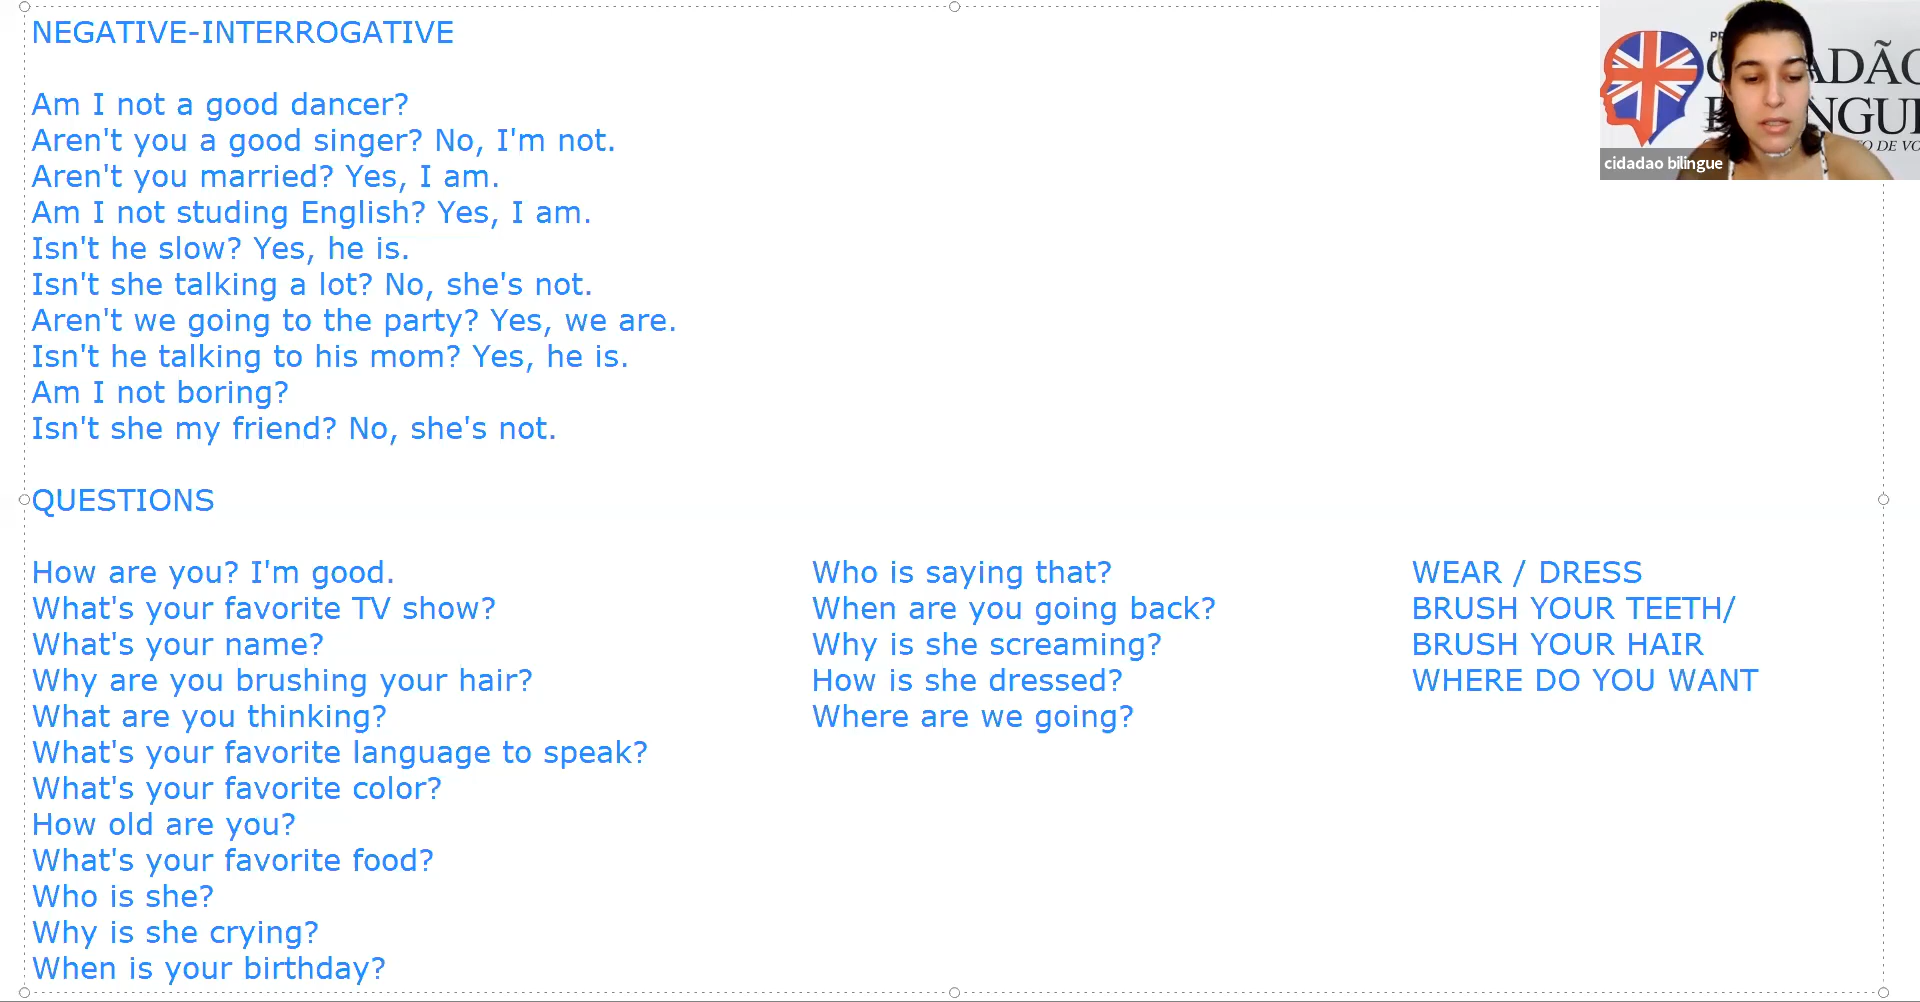 NEGATIVE-INTERROGATIVE
Am I not a good dancer?
Aren't you a good singer? No, I'm not.
Aren't you married? Yes, I am.
Am I not studing English? Yes, I am.
Isn't he slow? Yes, he is.
Isn't she talking a lot? No, she's not.
Aren't we going to the party? Yes, we are.
Isn't he talking to his mom? Yes, he is.
Am I not boring?
Isn't she my friend? No, she's not.
QUESTIONS
How are you? I'm good.
What's your favorite TV show?
What's your name?
Why are you brushing your hair?
What are you thinking?
What's your favorite language to speak?
What's your favorite color?
How old are you?
What's your favorite food?
Who is she?
Why is she crying?
When is your birthday?
Who is saying that?
When are you going back?
Why is she screaming?
How is she dressed?
Where are we going?
WEAR / DRESS
BRUSH YOUR TEETH/
BRUSH YOUR HAIR
WHERE DO YOU WANT
cidadao bilingue